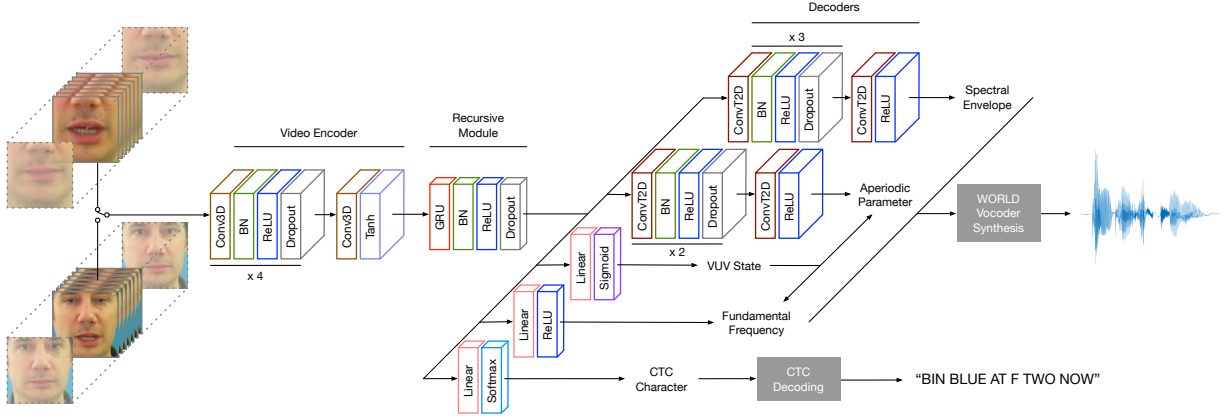 Decoders
x 3
ConvT2D
BN
ReLU
Dropout
ConvT2D
ReLU
Spectral
Envelope
Video Encoder
Recursive
Module
Conv3D
BN
ReLU
Dropout
x 4
Conv3D
Tanh
GRU
BN
ReLU
Dropout
ConvT2D
BN
ReLU
Dropout
x 2
ConvT2D
ReLU
Aperiodic
Parameter
WORLD
Vocoder
Synthesis
Linear
Sigmoid
VUV State
Linear
ReLU
Fundamental
Frequency
Linear
Softmax
CTC
Character
CTC
Decoding
“BIN BLUE AT F TWO NOW”